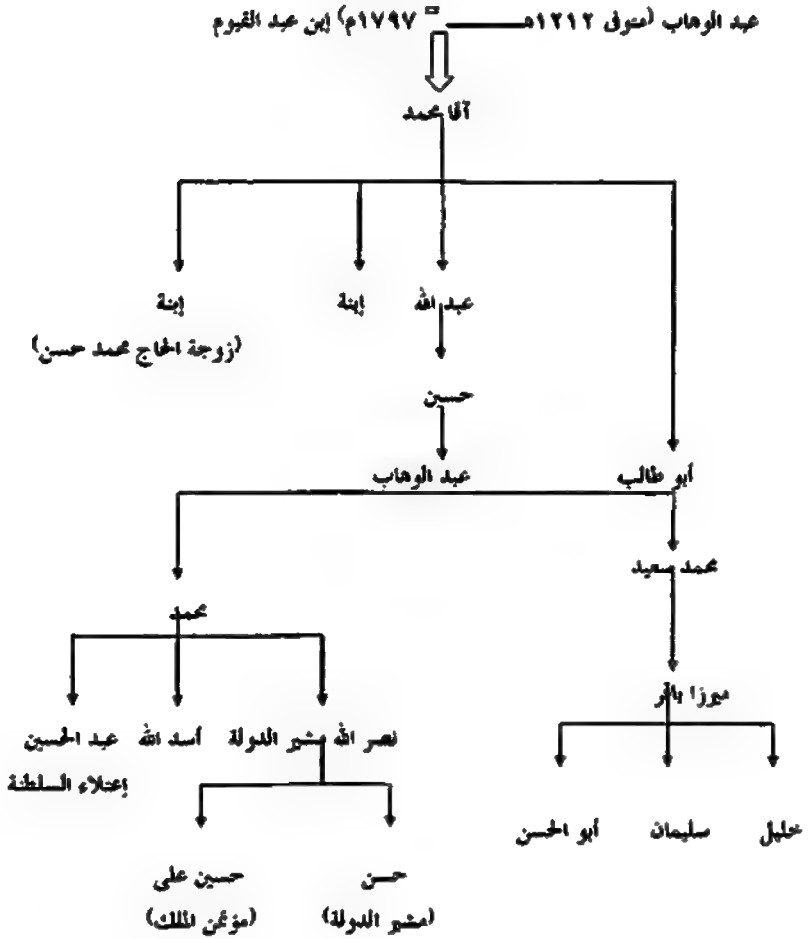 عبد الوهاب (متوفى ١٢١٢ه = ١٧٩٧م) إبن عبد القيوم
آقا محمد
عبد الله إبنة إبنة
(زوجة الحاج محمد حسن)
حسين
أبو طالب عبد الوهاب
محمد سعيد
محمد
ميرزا باقر
نصر الله مشير الدولة أسد الله عبد الحسين
إعتلاء السلطنة
خليل سليمان أبو الحسن
حسن حسين على
(مشير الدولة) (مؤتمن الملك)